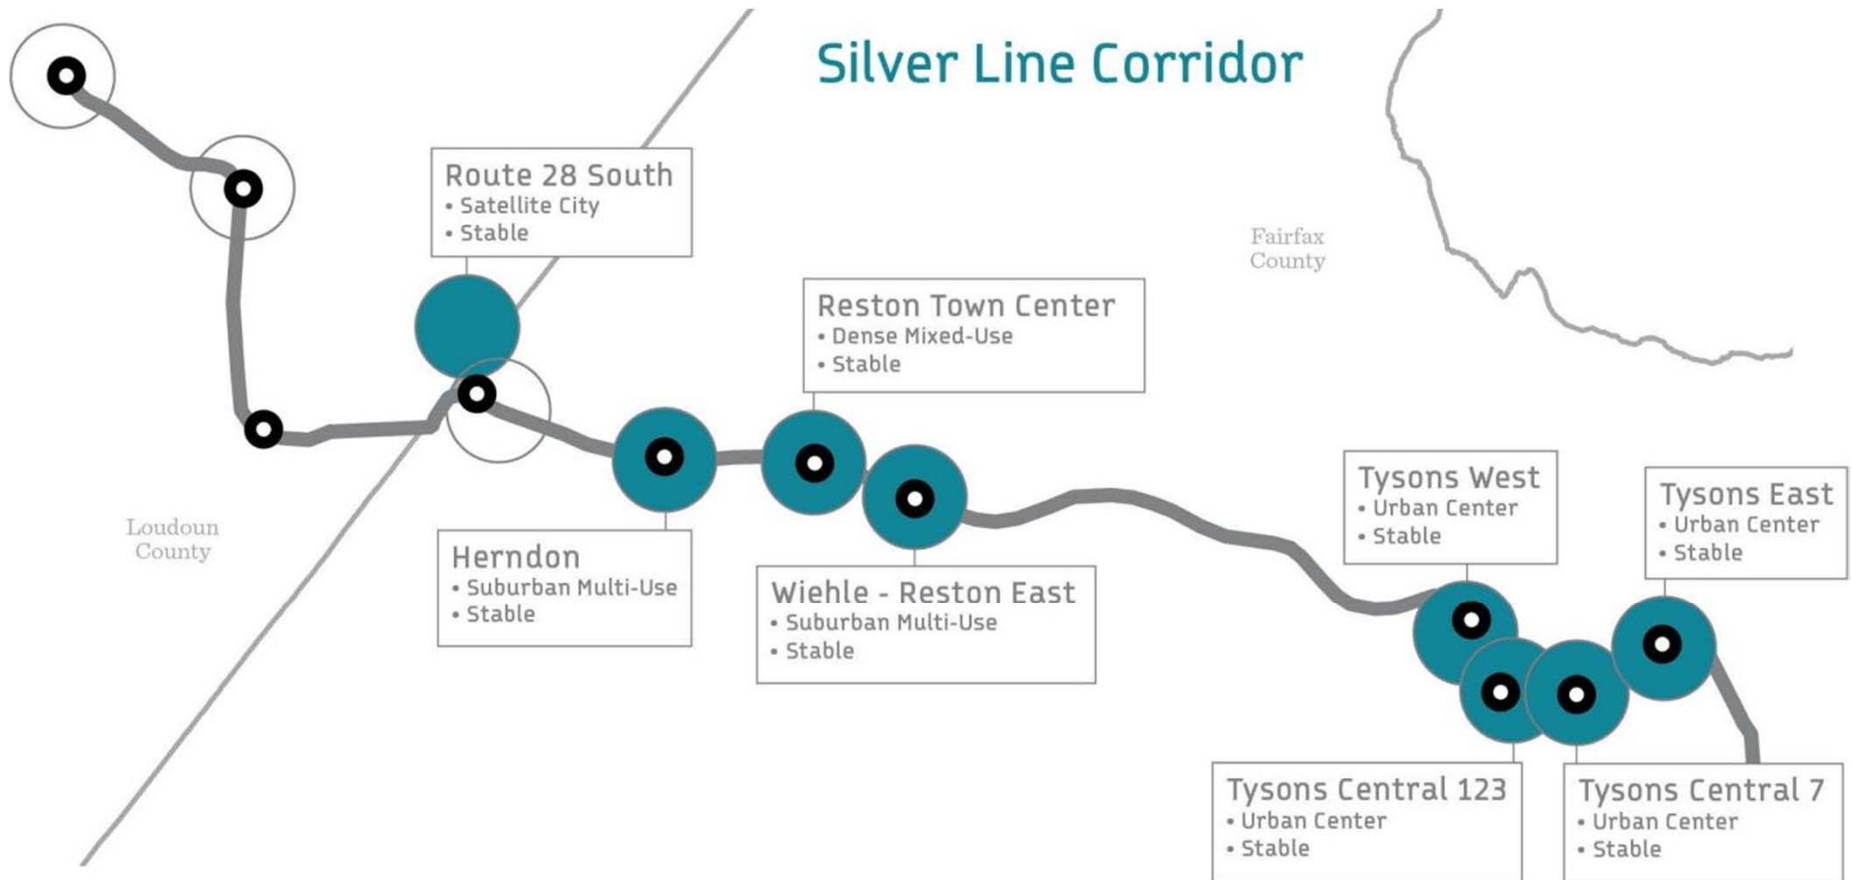 Silver Line Corridor
Route 28 South
• Satellite City
• Stable
Fairfax
County
Reston Town Center
• Dense Mixed-Use
• Stable
Loudoun
County
Herndon
• Suburban Multi-Use
• Stable
Wiehle - Reston East
• Suburban Multi-Use
• Stable
Tysons West
• Urban Center
• Stable
Tysons East
• Urban Center
• Stable
Tysons Central 123
• Urban Center
• Stable
Tysons Central 7
• Urban Center
• Stable